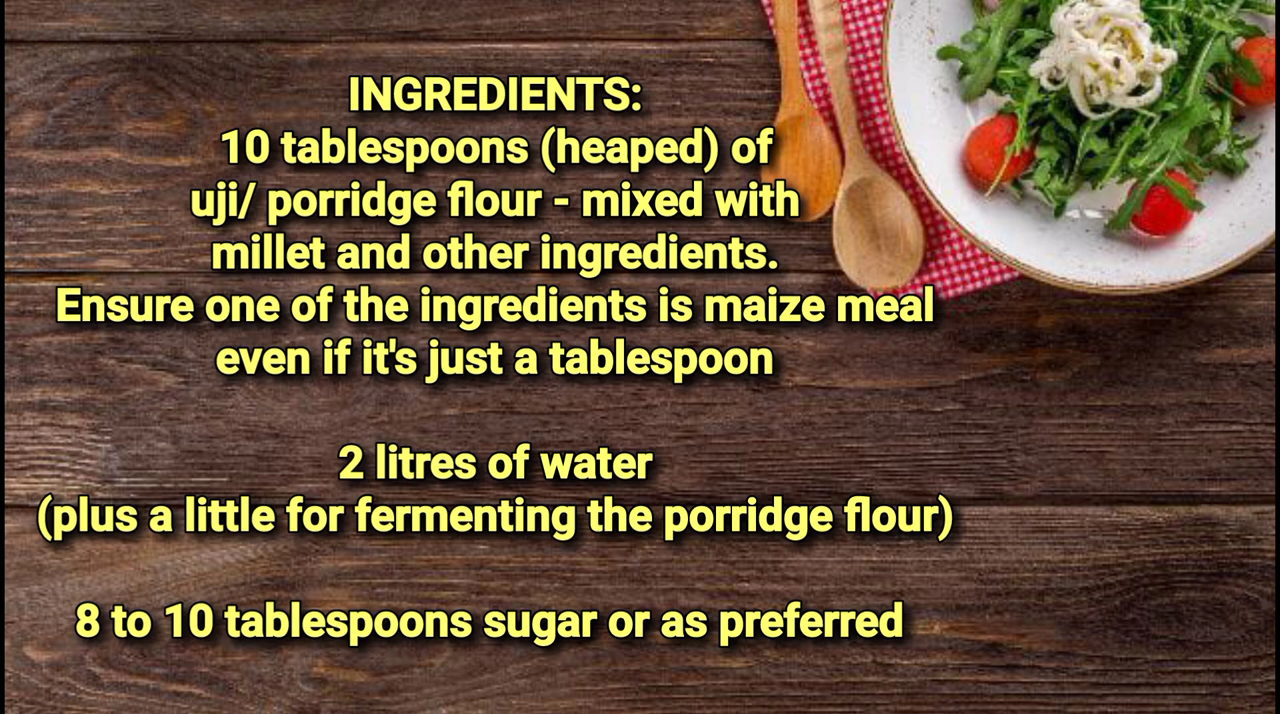 INGREDIENTS:
10 tablespoons (heaped) of
uji/ porridge flour - mixed with
millet and other ingredients.
Ensure one of the ingredients is maize meal
even if it's just a tablespoon
2 litres of water
(plus a little for fermenting the porridge flour)
8 to 10 tablespoons sugar or as preferred